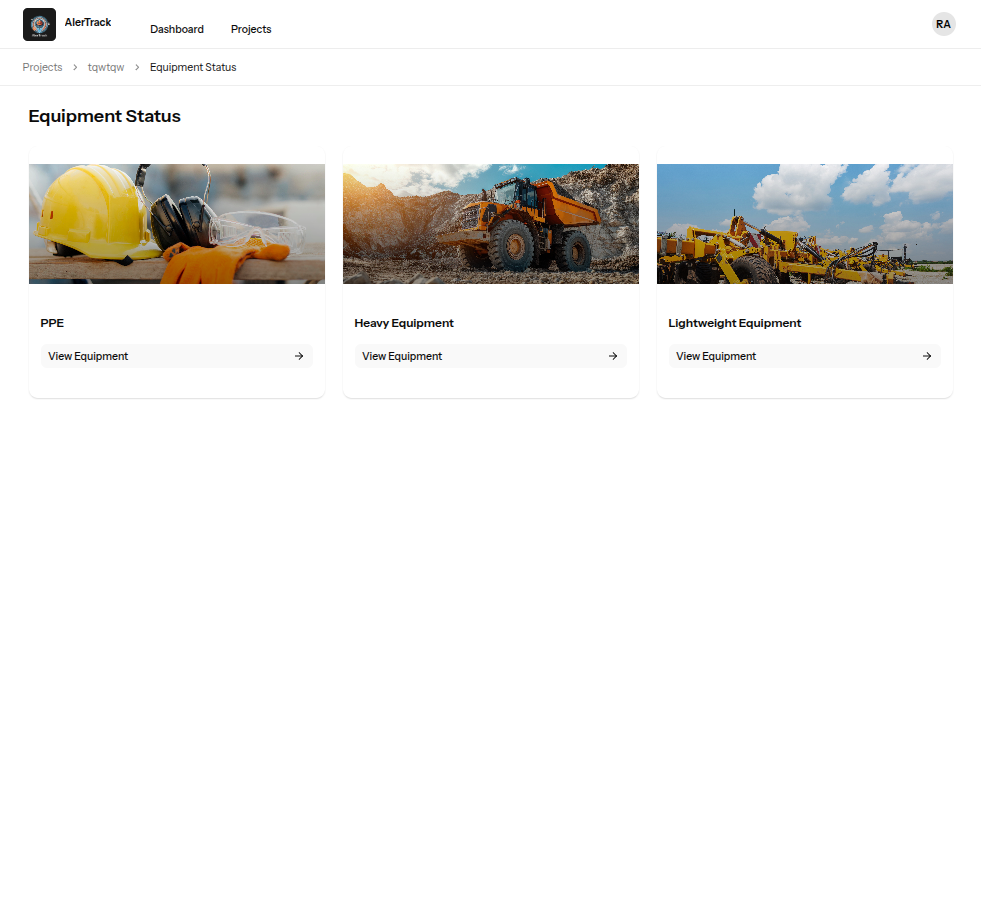 AlerTrack
Dashboard
Projects
RA
Projects > tqwtqw > Equipment Status
Equipment Status
PPE
View Equipment →
Heavy Equipment
View Equipment →
Lightweight Equipment
View Equipment →